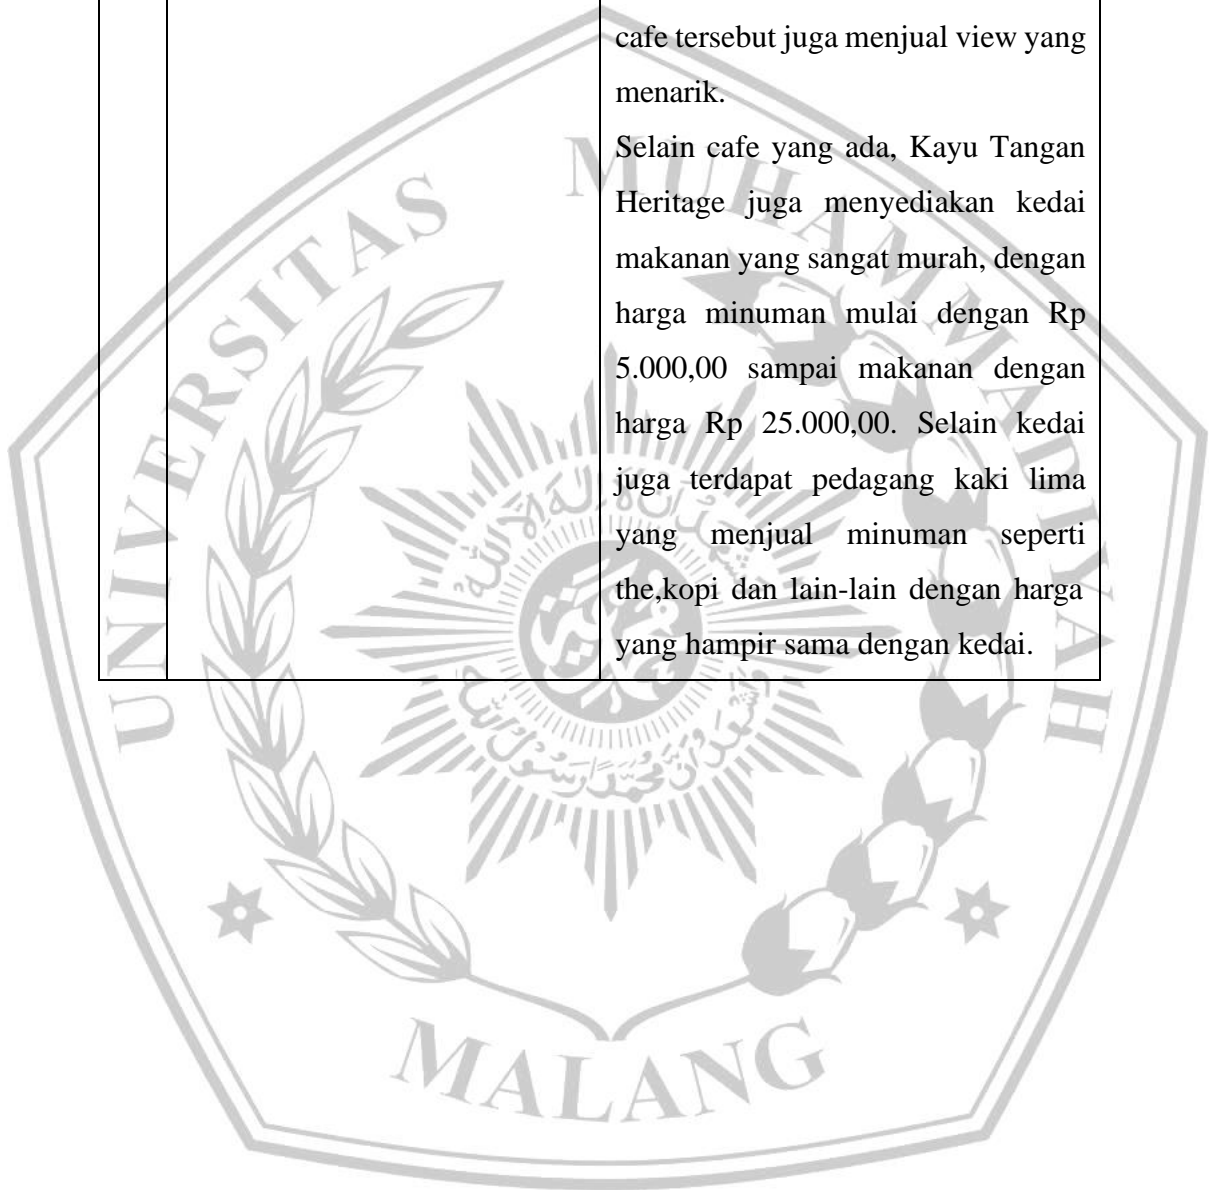 cafe tersebut juga menjual view yang
menarik.
Selain cafe yang ada, Kayu Tangan
Heritage juga menyediakan kedai
makanan yang sangat murah, dengan
harga minuman mulai dengan Rp
5.000,00 sampai makanan dengan
harga Rp 25.000,00. Selain kedai
juga terdapat pedagang kaki lima
yang menjual minuman seperti
the,kopi dan lain-lain dengan harga
yang hampir sama dengan kedai.
UNIVERSITAS MUHAMMADIYAH
MALANG